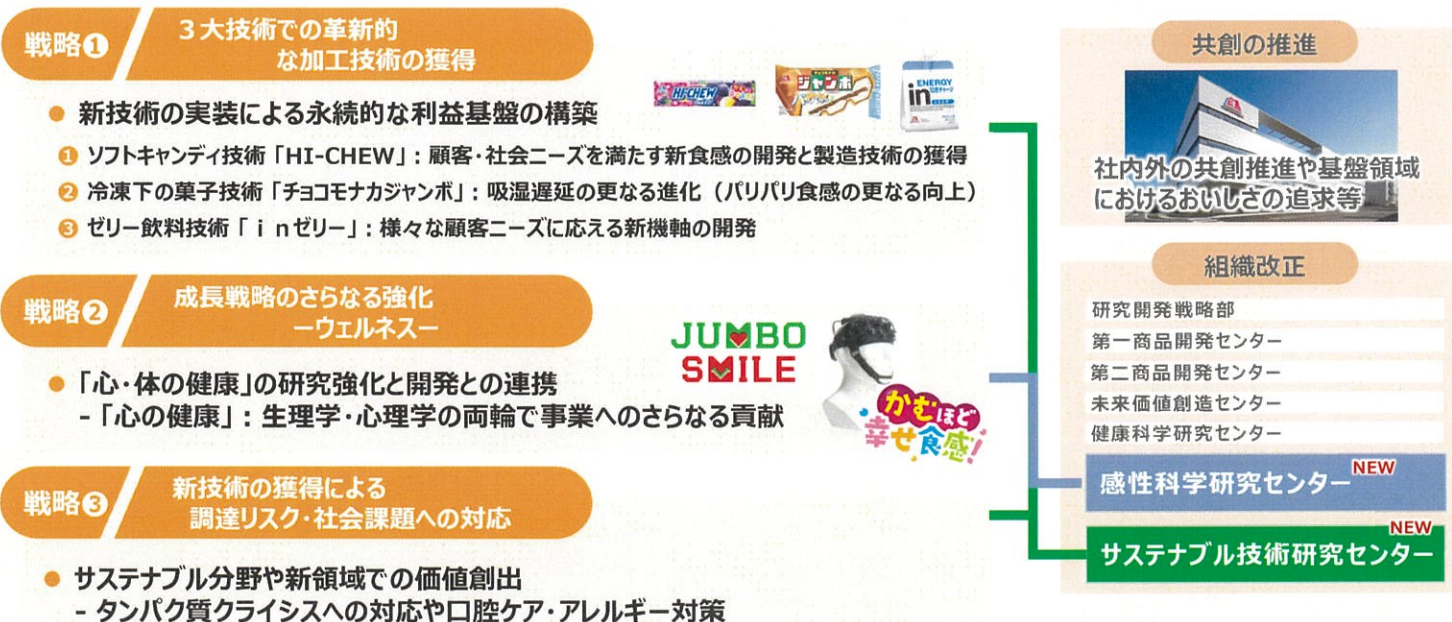 戦略❶
3大技術での革新的
な加工技術の獲得
● 新技術の実装による永続的な利益基盤の構築
HI-CHEW
ジャンボ
ENERGY
in
❶ ソフトキャンディ技術「HI-CHEW」：顧客・社会ニーズを満たす新食感の開発と製造技術の獲得
❷ 冷凍下の菓子技術「チョコモナカジャンボ」：吸湿遅延の更なる進化（パリパリ食感の更なる向上）
❸ ゼリー飲料技術「ｉｎゼリー」：様々な顧客ニーズに応える新機軸の開発
戦略❷
成長戦略のさらなる強化
ーウェルネスー
● 「心・体の健康」の研究強化と開発との連携
- 「心の健康」：生理学・心理学の両輪で事業へのさらなる貢献
JUMBO
SMILE
かむほど
幸せ食感!
戦略❸
新技術の獲得による
調達リスク・社会課題への対応
● サステナブル分野や新領域での価値創出
- タンパク質クライシスへの対応や口腔ケア・アレルギー対策
共創の推進
社内外の共創推進や基盤領域
におけるおいしさの追求等
組織改正
研究開発戦略部
第一商品開発センター
第二商品開発センター
未来価値創造センター
健康科学研究センター
感性科学研究センター NEW
サステナブル技術研究センター NEW